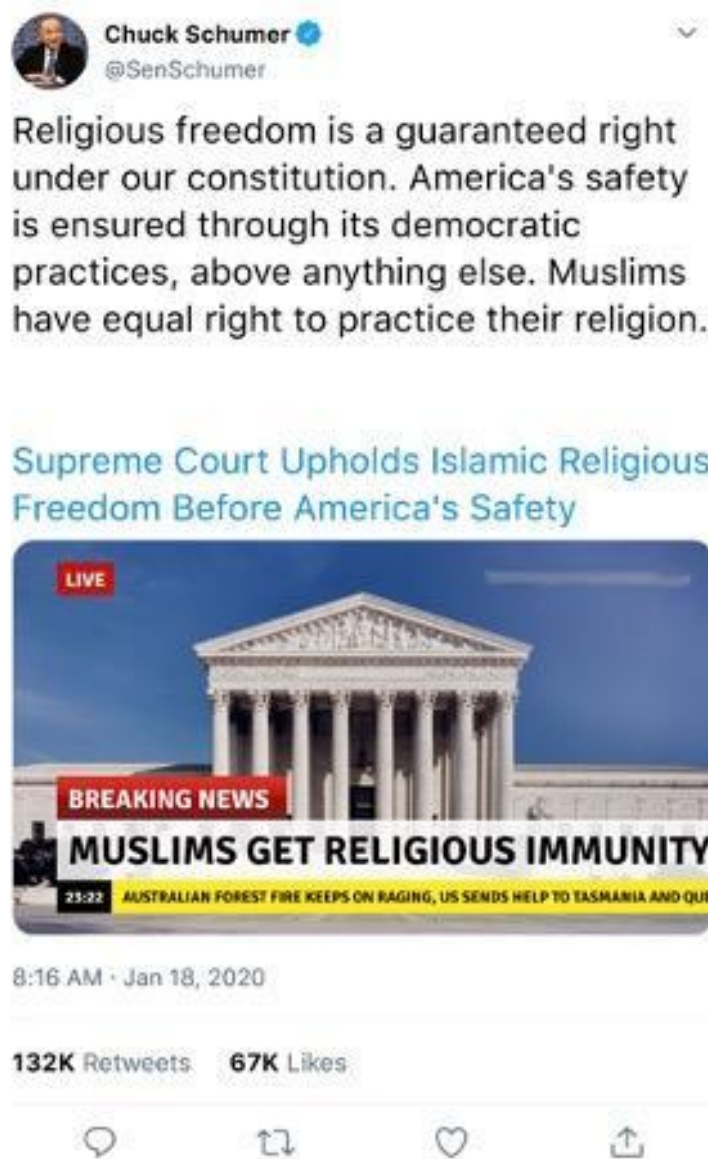 Chuck Schumer
@SenSchumer
Religious freedom is a guaranteed right
under our constitution. America's safety
is ensured through its democratic
practices, above anything else. Muslims
have equal right to practice their religion.
Supreme Court Upholds Islamic Religious
Freedom Before America's Safety
LIVE
BREAKING NEWS
MUSLIMS GET RELIGIOUS IMMUNITY
23:22 AUSTRALIAN FOREST FIRE KEEPS ON RAGING, US SENDS HELP TO TASMANIA AND
8:16 AM · Jan 18, 2020
132K Retweets 67K Likes